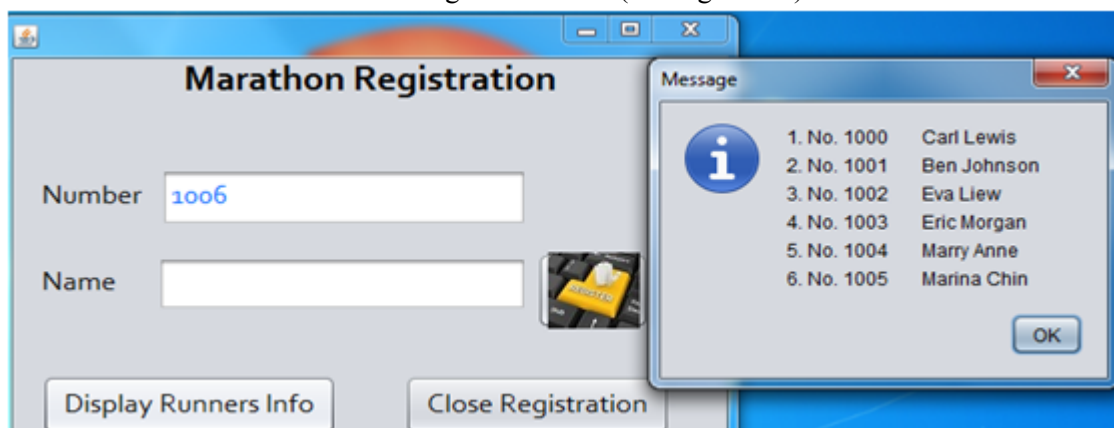 Marathon Registration
Number 1006
Name
REGISTER
Display Runners Info
Close Registration
Message
1. No. 1000 Carl Lewis
2. No. 1001 Ben Johnson
3. No. 1002 Eva Liew
4. No. 1003 Eric Morgan
5. No. 1004 Marry Anne
6. No. 1005 Marina Chin
OK